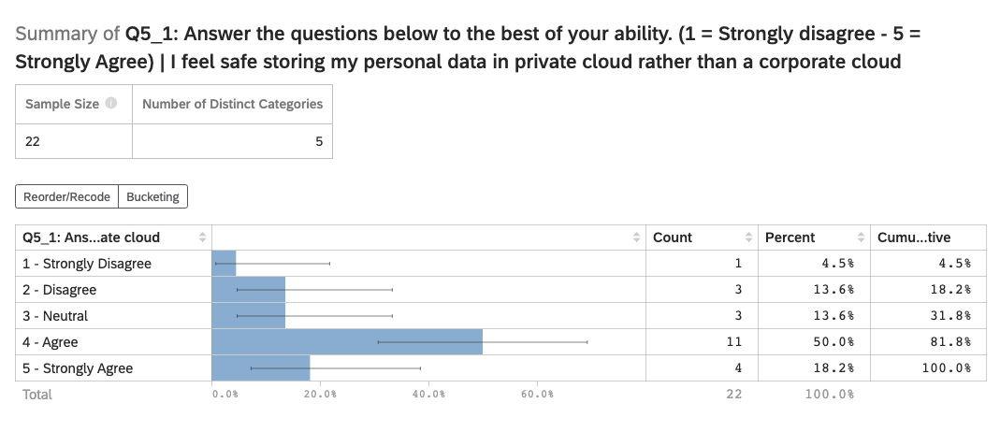 Summary of Q5_1: Answer the questions below to the best of your ability. (1 = Strongly disagree - 5 =
Strongly Agree) | I feel safe storing my personal data in private cloud rather than a corporate cloud
Sample Size Number of Distinct Categories
22 5
Reorder/Recode Bucketing
Q5_1: Ans...ate cloud Count Percent Cumu...tive
1 - Strongly Disagree 1 4.5% 4.5%
2 - Disagree 3 13.6% 18.2%
3 - Neutral 3 13.6% 31.8%
4 - Agree 11 50.0% 81.8%
5 - Strongly Agree 4 18.2% 100.0%
Total 0.0% 20.0% 40.0% 60.0% 22 100.0%